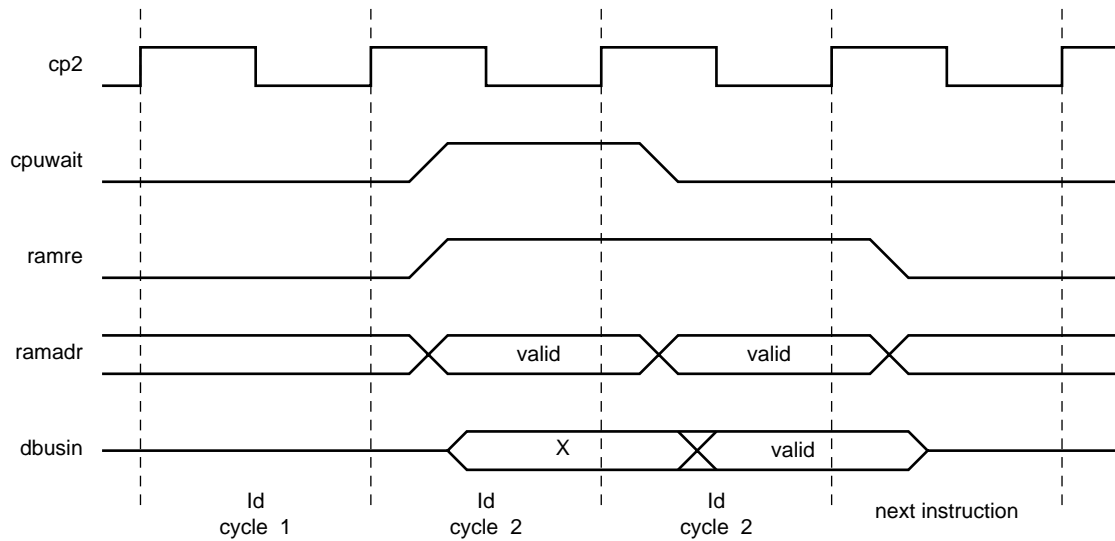 cp2
cpuwait
ramre
ramadr valid valid
dbusin X valid
ld ld ld
cycle 1 cycle 2 cycle 2 next instruction